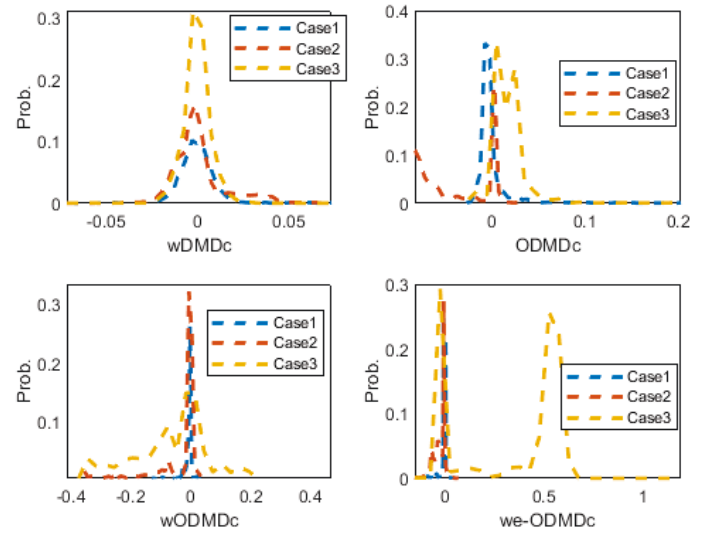 Prob.
0.3
0.2
0.1
0
-0.05
0
0.05
wDMDc
Case1
Case2
Case3
Prob.
0.4
0.3
0.2
0.1
0
0
0.1
0.2
ODMDc
Case1
Case2
Case3
Prob.
0.3
0.2
0.1
-0.4
-0.2
0
0.2
0.4
wODMDc
Case1
Case2
Case3
Prob.
0.3
0.2
0.1
0
0
0.5
1
we-ODMDc
Case1
Case2
Case3